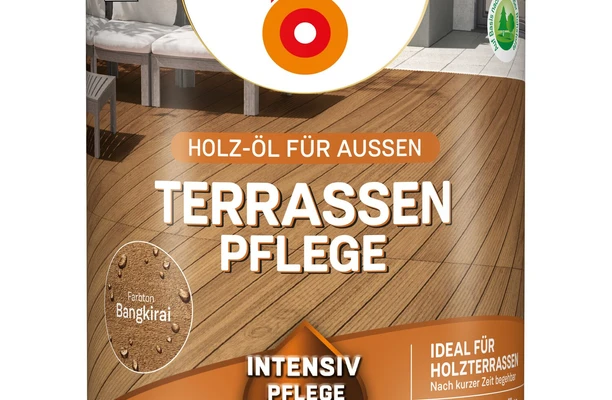 HOLZ-ÖL FÜR AUSSEN
TERRASSEN
PFLEGE
Farbton
Bangkirai
INTENSIV
PFLEGE
IDEAL FÜR
HOLZTERRASSEN
Nach kurzer Zeit begehbar